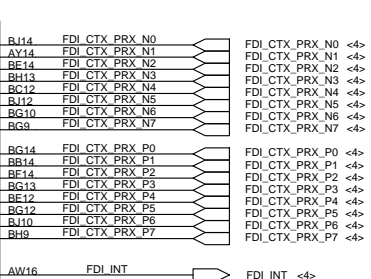 BJ14 FDI_CTX_PRX_N0 FDI_CTX_PRX_N0 <4>
AY14 FDI_CTX_PRX_N1 FDI_CTX_PRX_N1 <4>
BE14 FDI_CTX_PRX_N2 FDI_CTX_PRX_N2 <4>
BH13 FDI_CTX_PRX_N3 FDI_CTX_PRX_N3 <4>
BC12 FDI_CTX_PRX_N4 FDI_CTX_PRX_N4 <4>
BJ12 FDI_CTX_PRX_N5 FDI_CTX_PRX_N5 <4>
BG10 FDI_CTX_PRX_N6 FDI_CTX_PRX_N6 <4>
BG9 FDI_CTX_PRX_N7 FDI_CTX_PRX_N7 <4>
BG14 FDI_CTX_PRX_P0 FDI_CTX_PRX_P0 <4>
BB14 FDI_CTX_PRX_P1 FDI_CTX_PRX_P1 <4>
BF14 FDI_CTX_PRX_P2 FDI_CTX_PRX_P2 <4>
BG13 FDI_CTX_PRX_P3 FDI_CTX_PRX_P3 <4>
BE12 FDI_CTX_PRX_P4 FDI_CTX_PRX_P4 <4>
BG12 FDI_CTX_PRX_P5 FDI_CTX_PRX_P5 <4>
BJ10 FDI_CTX_PRX_P6 FDI_CTX_PRX_P6 <4>
BH9 FDI_CTX_PRX_P7 FDI_CTX_PRX_P7 <4>
AW16 FDI_INT FDI_INT <4>